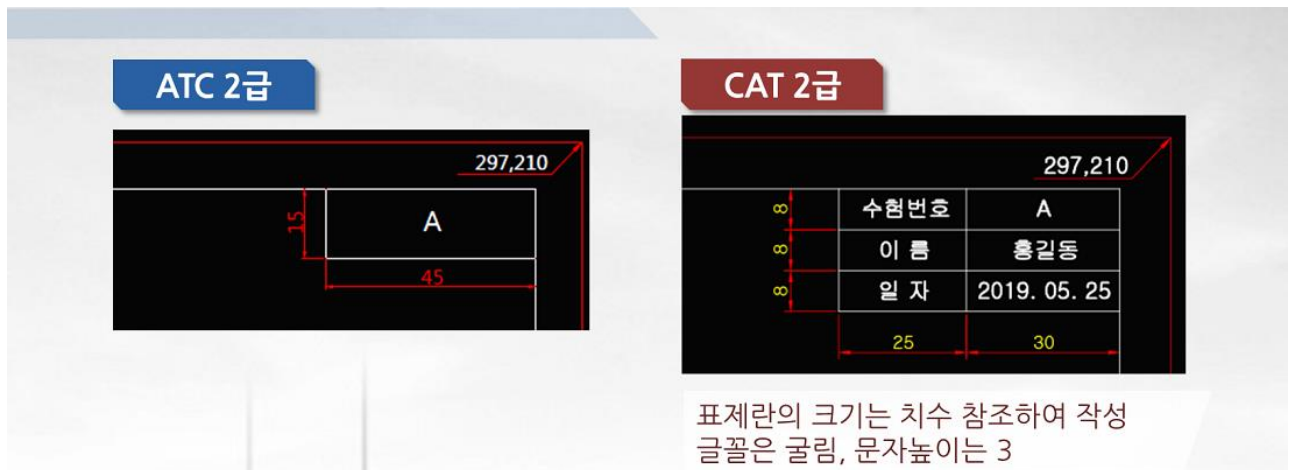 ATC 2급
297,210
15
A
45
CAT 2급
297,210
8 수험번호 A
8 이 름 홍길동
8 일 자 2019. 05. 25
25 30
표제란의 크기는 치수 참조하여 작성
글꼴은 굴림, 문자높이는 3